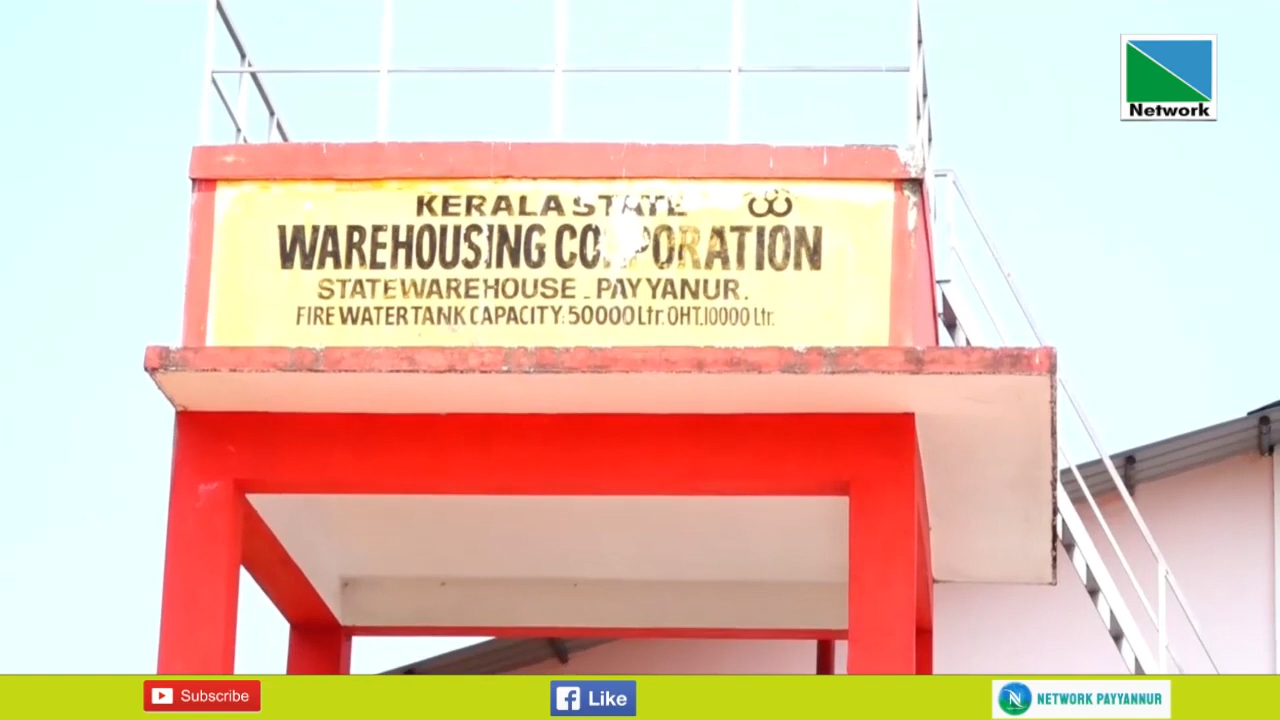 Network
KERALA STATE
WAREHOUSING CORPORATION
STATE WAREHOUSE - PAYYANUR.
FIRE WATER TANK CAPACITY: 50000 Ltr. OHT.10000 Ltr.
Subscribe
Like
NETWORK PAYYANNUR